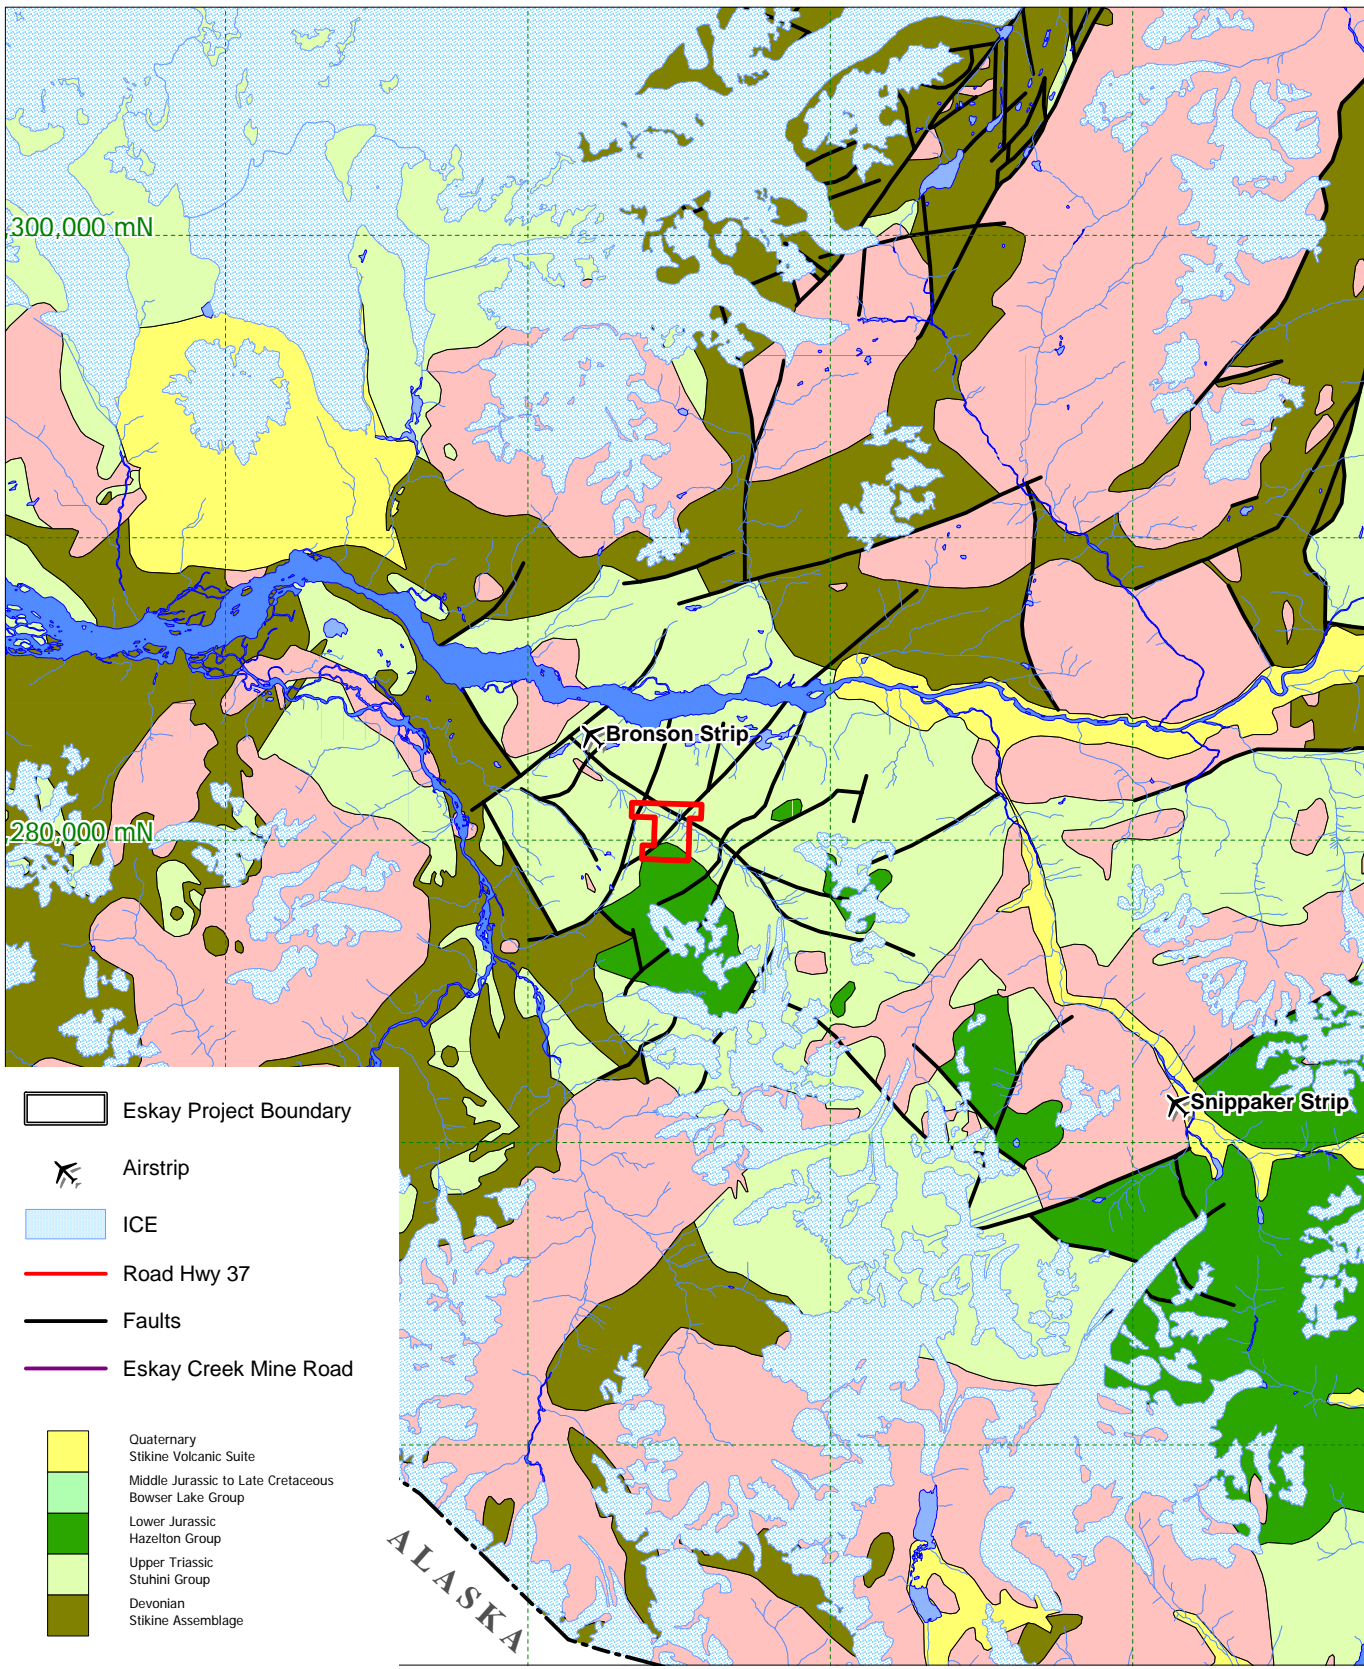 ,300,000 mN
Bronson Strip
,280,000 mN
Snippaker Strip
Eskay Project Boundary
Airstrip
ICE
Road Hwy 37
Faults
Eskay Creek Mine Road
Quaternary
Stikine Volcanic Suite
Middle Jurassic to Late Cretaceous
Bowser Lake Group
Lower Jurassic
Hazelton Group
Upper Triassic
Stuhini Group
Devonian
Stikine Assemblage
ALASKA